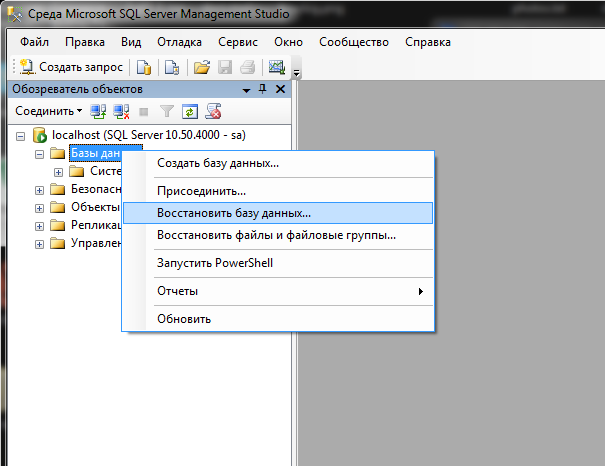 Среда Microsoft SQL Server Management Studio
Файл Правка Вид Отладка Сервис Окно Сообщество Справка
Создать запрос
Обозреватель объектов
Соединить
localhost (SQL Server 10.50.4000 - sa)
Базы дан
Систе
Безопасн
Объекты
Репликац
Управлен
Создать базу данных...
Присоединить...
Восстановить базу данных...
Восстановить файлы и файловые группы...
Запустить PowerShell
Отчеты
Обновить